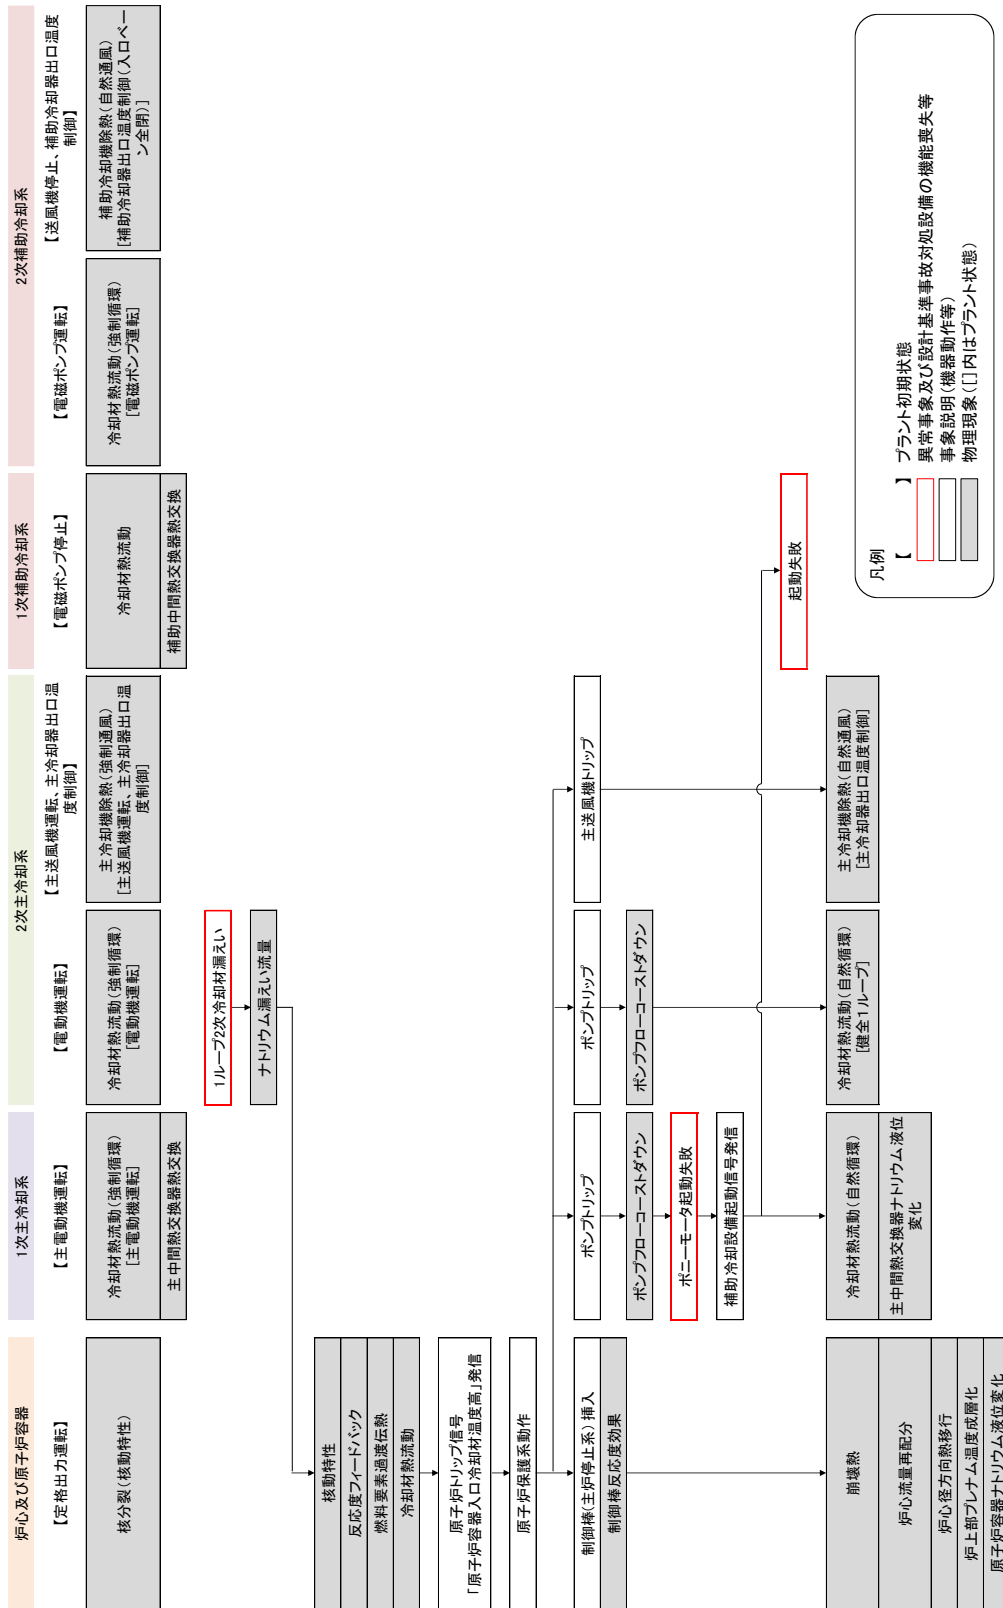 炉心及び原子炉容器
1次主冷却系
2次主冷却系
1次補助冷却系
2次補助冷却系
【定格出力運転】
【主電動機運転】
【電動機運転】
【主送風機運転、主冷却器出口温
度制御】
【電磁ポンプ停止】
【電磁ポンプ運転】
【送風機停止、補助冷却器出口温度
制御】
核分裂(核動特性)
冷却材熱流動(強制循環)
[主電動機運転]
主中間熱交換器熱交換
冷却材熱流動(強制循環)
[電動機運転]
主冷却機除熱(強制通風)
[主送風機運転、主冷却器出口温
度制御]
冷却材熱流動
補助中間熱交換器熱交換
冷却材熱流動(強制循環)
[電磁ポンプ運転]
補助冷却機除熱(自然通風)
[補助冷却器出口温度制御(入口ベー
ン全閉)]
1ループ2次冷却材漏えい
ナトリウム漏えい流量
核動特性
反応度フィードバック
燃料要素過渡伝熱
冷却材熱流動
原子炉トリップ信号
「原子炉容器入口冷却材温度高」発信
原子炉保護系動作
制御棒(主炉停止系)挿入
制御棒反応度効果
ポンプトリップ
ポンプフローコーストダウン
ポニーモータ起動失敗
補助冷却設備起動信号発信
ポンプトリップ
ポンプフローコーストダウン
主送風機トリップ
起動失敗
崩壊熱
炉心流量再配分
炉心径方向熱移行
炉上部プレナム温度成層化
原子炉容器ナトリウム液位変化
冷却材熱流動(自然循環)
主中間熱交換器ナトリウム液位
変化
冷却材熱流動(自然循環)
[健全1ループ]
主冷却機除熱(自然通風)
[主冷却器出口温度制御]
凡例
【 】 プラント初期状態
異常事象及び設計基準事故対処設備の機能喪失等
事象説明(機器動作等)
物理現象([]内はプラント状態)